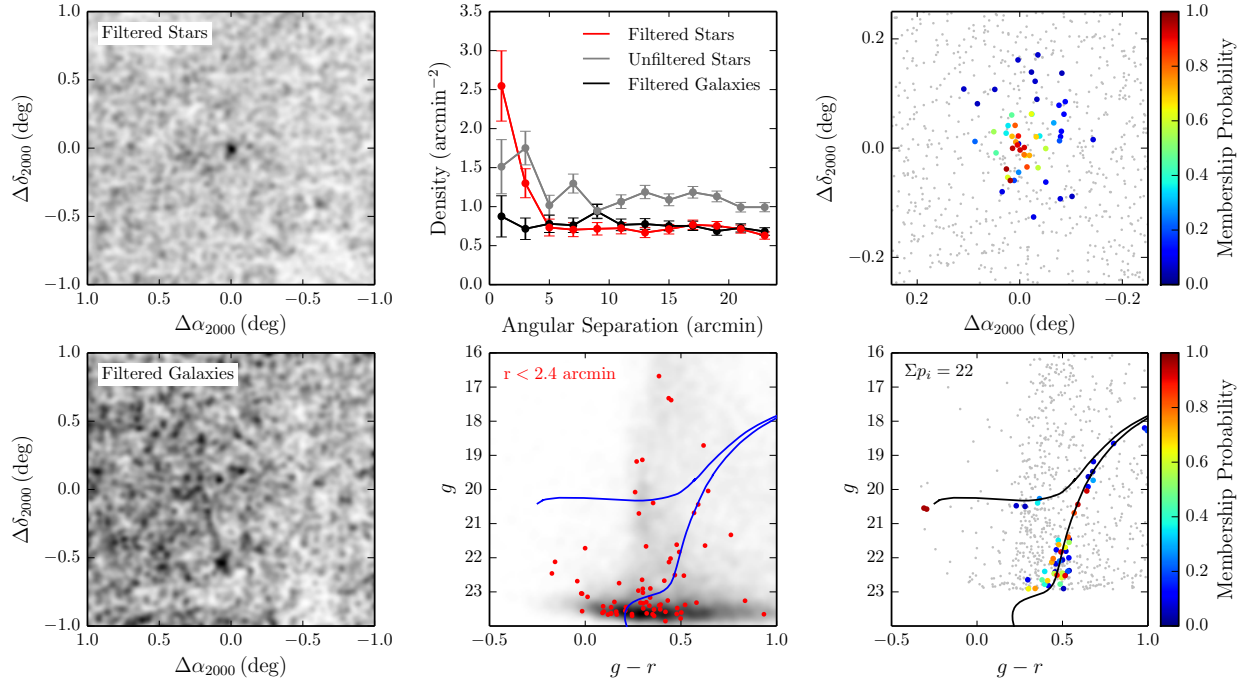 Filtered Stars
1.0
0.5
0.0
−0.5
−1.0
Δδ2000 (deg)
1.0 0.5 0.0 −0.5 −1.0
Δα2000 (deg)
Filtered Stars
Unfiltered Stars
Filtered Galaxies
3.5
3.0
2.5
2.0
1.5
1.0
0.5
0.0
Density (arcmin−2)
0 5 10 15 20
Angular Separation (arcmin)
0.2
0.0
−0.2
Δδ2000 (deg)
0.2 0.0 −0.2
Δα2000 (deg)
1.0
0.8
0.6
0.4
0.2
0.0
Membership Probability
Filtered Galaxies
1.0
0.5
0.0
−0.5
−1.0
Δδ2000 (deg)
1.0 0.5 0.0 −0.5 −1.0
Δα2000 (deg)
r < 2.4 arcmin
16
17
18
19
20
21
22
23
g
−0.5 0.0 0.5 1.0
g − r
Σpi = 22
16
17
18
19
20
21
22
23
g
−0.5 0.0 0.5 1.0
g − r
1.0
0.8
0.6
0.4
0.2
0.0
Membership Probability